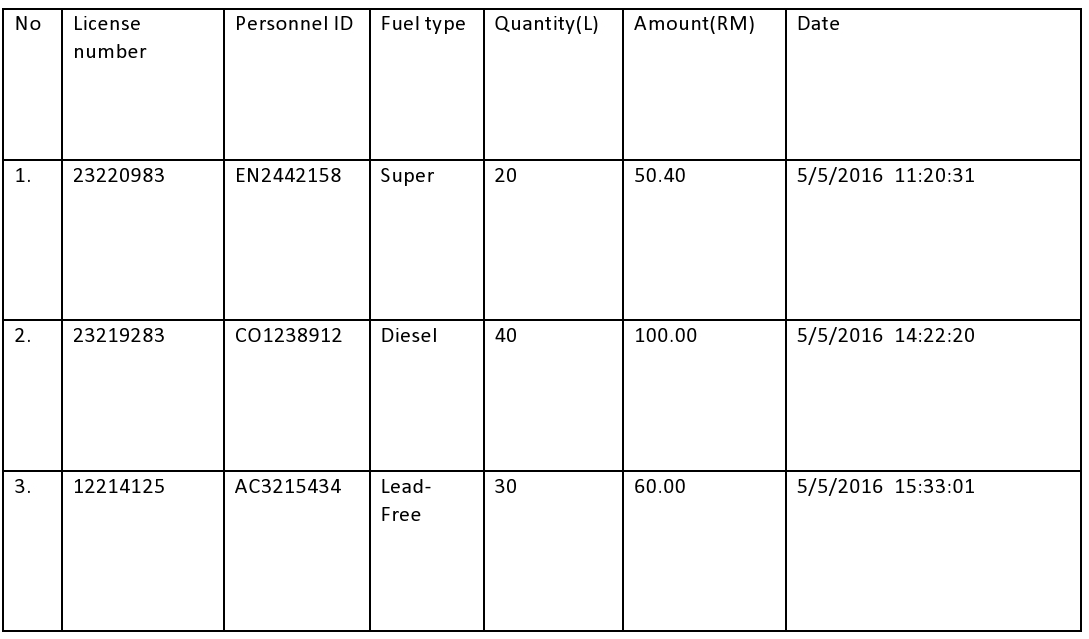 No License number Personnel ID Fuel type Quantity(L) Amount(RM) Date
1. 23220983 EN2442158 Super 20 50.40 5/5/2016 11:20:31
2. 23219283 CO1238912 Diesel 40 100.00 5/5/2016 14:22:20
3. 12214125 AC3215434 Lead-Free 30 60.00 5/5/2016 15:33:01